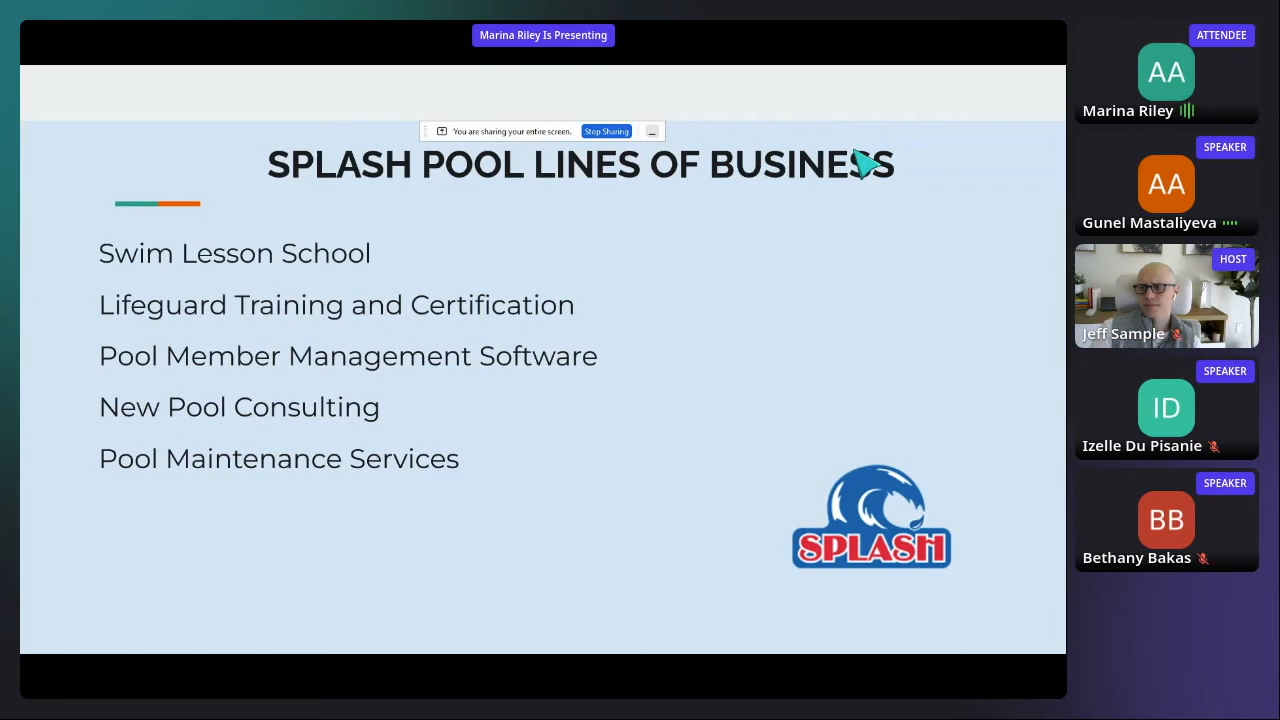 Marina Riley Is Presenting
You are sharing your entire screen.
Stop Sharing
SPLASH POOL LINES OF BUSINESS
Swim Lesson School
Lifeguard Training and Certification
Pool Member Management Software
New Pool Consulting
Pool Maintenance Services
SPLASH
ATTENDEE
AA
Marina Riley
SPEAKER
AA
Gunel Mastaliyeva
HOST
Jeff Sample
SPEAKER
ID
Izelle Du Pisanie
SPEAKER
BB
Bethany Bakas